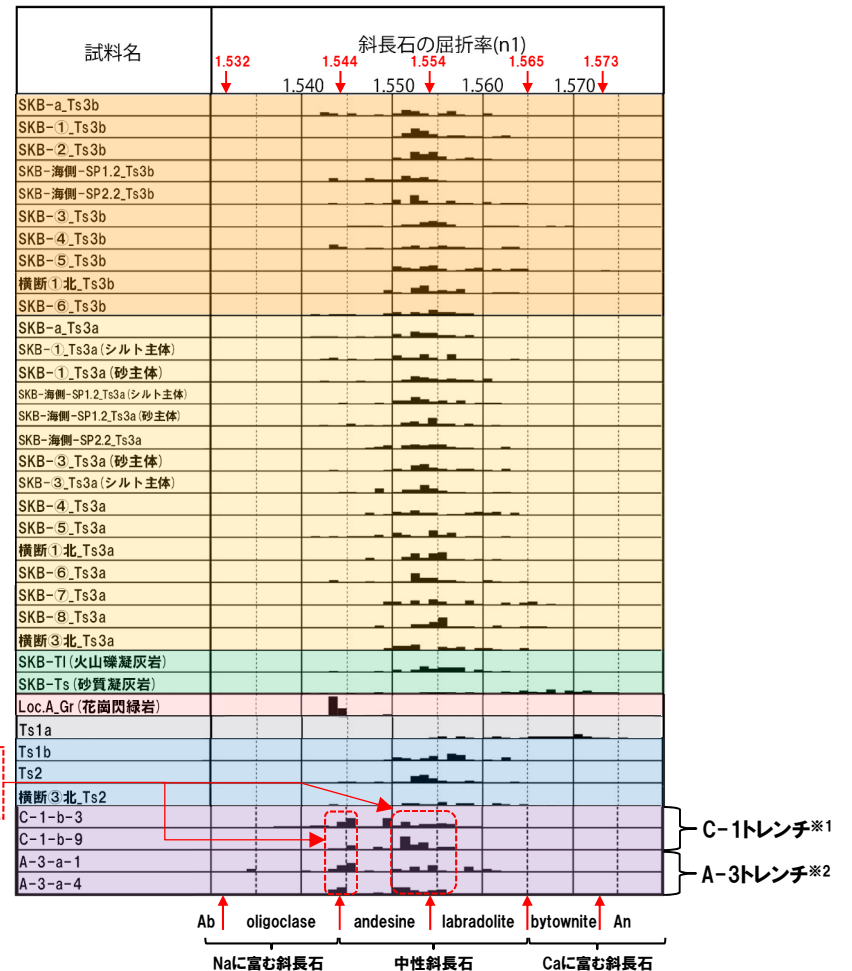 試料名
斜長石の屈折率(n1)
1.532 1.544 1.554 1.565 1.573
1.540 1.550 1.560 1.570
SKB-a_Ts3b
SKB-①_Ts3b
SKB-②_Ts3b
SKB-海側-SP1.2_Ts3b
SKB-海側-SP2.2_Ts3b
SKB-③_Ts3b
SKB-④_Ts3b
SKB-⑤_Ts3b
横断①北_Ts3b
SKB-⑥_Ts3b
SKB-a_Ts3a
SKB-①_Ts3a(シルト主体)
SKB-①_Ts3a(砂主体)
SKB-海側-SP1.2_Ts3a(シルト主体)
SKB-海側-SP1.2_Ts3a(砂主体)
SKB-海側-SP2.2_Ts3a
SKB-③_Ts3a(砂主体)
SKB-③_Ts3a(シルト主体)
SKB-④_Ts3a
SKB-⑤_Ts3a
横断①北_Ts3a
SKB-⑥_Ts3a
SKB-⑦_Ts3a
SKB-⑧_Ts3a
横断③北_Ts3a
SKB-Tl(火山礫凝灰岩)
SKB-Ts(砂質凝灰岩)
Loc.A_Gr(花崗閃緑岩)
Ts1a
Ts1b
Ts2
横断③北_Ts2
C-1-b-3
C-1-b-9
C-1トレンチ※1
A-3-a-1
A-3-a-4
A-3トレンチ※2
Ab oligoclase andesine labradolite bytownite An
Naに富む斜長石 中性斜長石 Caに富む斜長石